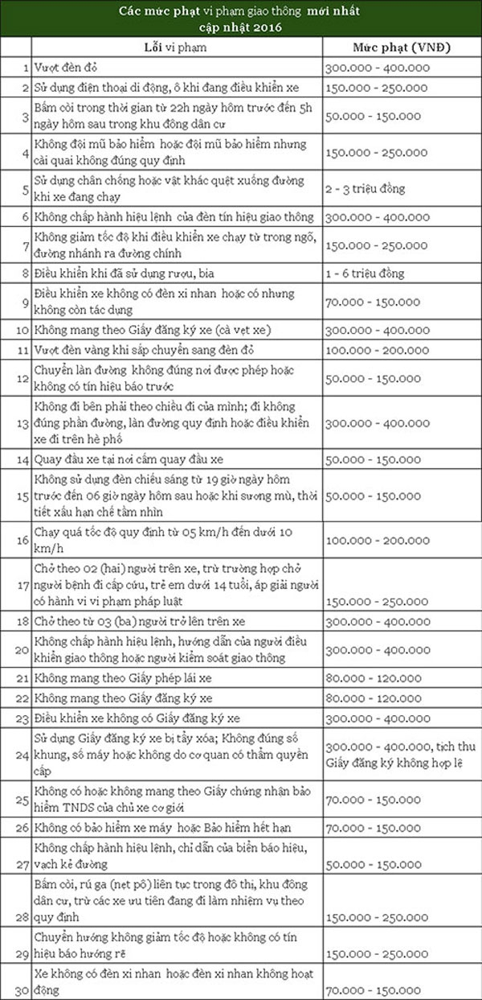 Các mức phạt vi phạm giao thông mới nhất
cập nhật 2016
Lỗi vi phạm Mức phạt (VNĐ)
1 Vượt đèn đỏ 300.000 - 400.000
2 Sử dụng điện thoại di động, ô khi đang điều khiển xe 150.000 - 250.000
3 Bấm còi trong thời gian từ 22h ngày hôm trước đến 5h
ngày hôm sau trong khu đông dân cư 50.000 - 150.000
4 Không đội mũ bảo hiểm hoặc đội mũ bảo hiểm nhưng
cài quai không đúng quy định 150.000 - 250.000
5 Sử dụng chân chống hoặc vật khác quệt xuống đường
khi xe đang chạy 2 - 3 triệu đồng
6 Không chấp hành hiệu lệnh của đèn tín hiệu giao thông 300.000 - 400.000
7 Không giảm tốc độ khi điều khiển xe chạy từ trong ngõ,
đường nhánh ra đường chính 150.000 - 250.000
8 Điều khiển khi đã sử dụng rượu, bia 1 - 6 triệu đồng
9 Điều khiển xe không có đèn xi nhan hoặc có nhưng
không còn tác dụng 70.000 - 150.000
10 Không mang theo Giấy đăng ký xe (cà vẹt xe) 300.000 - 400.000
11 Vượt đèn vàng khi sắp chuyển sang đèn đỏ 100.000 - 200.000
12 Chuyển làn đường không đúng nơi được phép hoặc
không có tín hiệu báo trước 50.000 - 150.000
13 Không đi bên phải theo chiều đi của mình; đi không
đúng phần đường, làn đường quy định hoặc điều khiển
xe đi trên hè phố 300.000 - 400.000
14 Quay đầu xe tại nơi cấm quay đầu xe 50.000 - 150.000
15 Không sử dụng đèn chiếu sáng từ 19 giờ ngày hôm
trước đến 06 giờ ngày hôm sau hoặc khi sương mù, thời
tiết xấu hạn chế tầm nhìn 50.000 - 150.000
16 Chạy quá tốc độ quy định từ 05 km/h đến dưới 10
km/h 100.000 - 200.000
17 Chở theo 02 (hai) người trên xe, trừ trường hợp chở
người bệnh đi cấp cứu, trẻ em dưới 14 tuổi, áp giải người
có hành vi vi phạm pháp luật 150.000 - 250.000
18 Chở theo từ 03 (ba) người trở lên trên xe 300.000 - 400.000
20 Không chấp hành hiệu lệnh, hướng dẫn của người điều
khiển giao thông hoặc người kiểm soát giao thông 300.000 - 400.000
21 Không mang theo Giấy phép lái xe 80.000 - 120.000
22 Không mang theo Giấy đăng ký xe 80.000 - 120.000
23 Điều khiển xe không có Giấy đăng ký xe 300.000 - 400.000
24 Sử dụng Giấy đăng ký xe bị tẩy xóa; Không đúng số
khung, số máy hoặc không do cơ quan có thẩm quyền
cấp 300.000 - 400.000, tịch thu
Giấy đăng ký không hợp lệ
25 Không có hoặc không mang theo Giấy chứng nhận bảo
hiểm TNDS của chủ xe cơ giới 70.000 - 150.000
26 Không có bảo hiểm xe máy hoặc Bảo hiểm hết hạn 70.000 - 150.000
27 Không chấp hành hiệu lệnh, chỉ dẫn của biển báo hiệu,
vạch kẻ đường 50.000 - 150.000
28 Bấm còi, rú ga (nẹt pô) liên tục trong đô thị, khu đông
dân cư, trừ các xe ưu tiên đang đi làm nhiệm vụ theo
quy định 150.000 - 250.000
29 Chuyển hướng không giảm tốc độ hoặc không có tín
hiệu báo hướng rẽ 150.000 - 250.000
30 Xe không có đèn xi nhan hoặc đèn xi nhan không hoạt
động 70.000 - 150.000